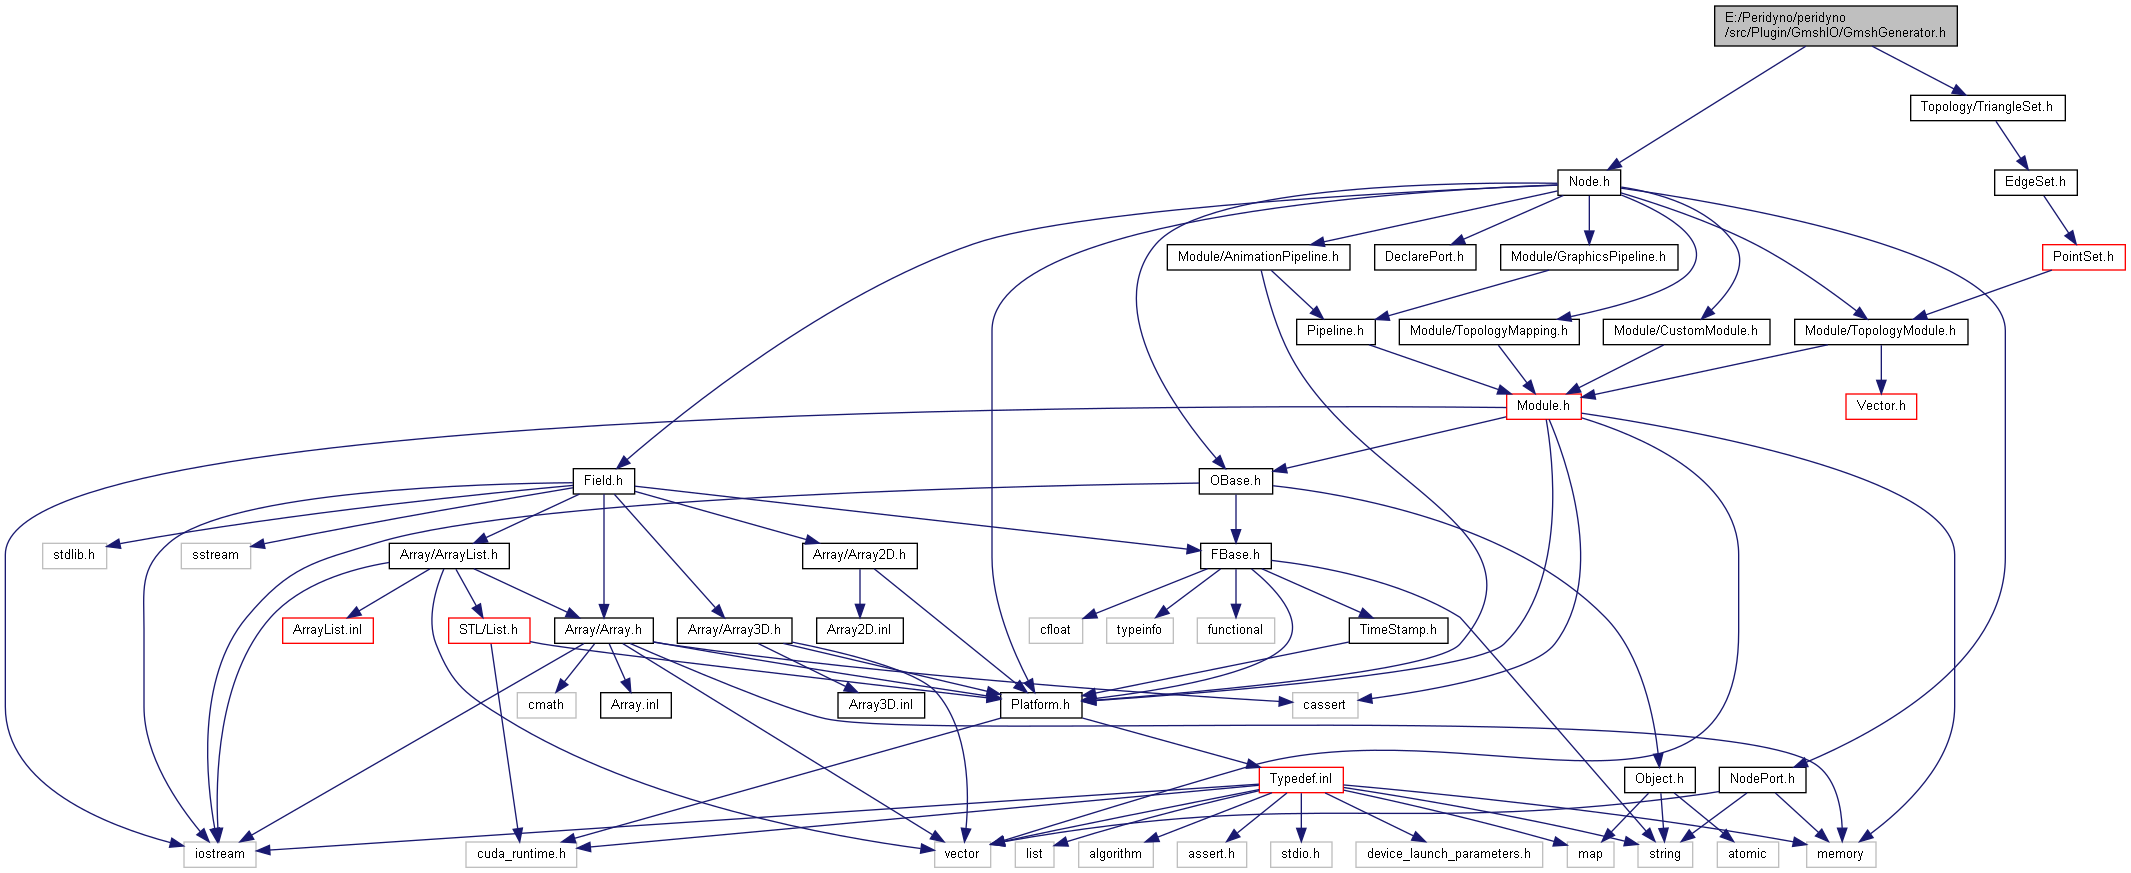 E:/Peridyno/peridyno
/src/Plugin/GmshIO/GmshGenerator.h
Topology/TriangleSet.h
Node.h
EdgeSet.h
Module/AnimationPipeline.h
DeclarePort.h
Module/GraphicsPipeline.h
PointSet.h
Pipeline.h
Module/TopologyMapping.h
Module/CustomModule.h
Module/TopologyModule.h
Module.h
Vector.h
Field.h
OBase.h
stdlib.h
sstream
Array/ArrayList.h
Array/Array2D.h
FBase.h
ArrayList.inl
STL/List.h
Array/Array.h
Array/Array3D.h
Array2D.inl
cfloat
typeinfo
functional
TimeStamp.h
cmath
Array.inl
Array3D.inl
Platform.h
cassert
Typedef.inl
Object.h
NodePort.h
iostream
cuda_runtime.h
vector
list
algorithm
assert.h
stdio.h
device_launch_parameters.h
map
string
atomic
memory